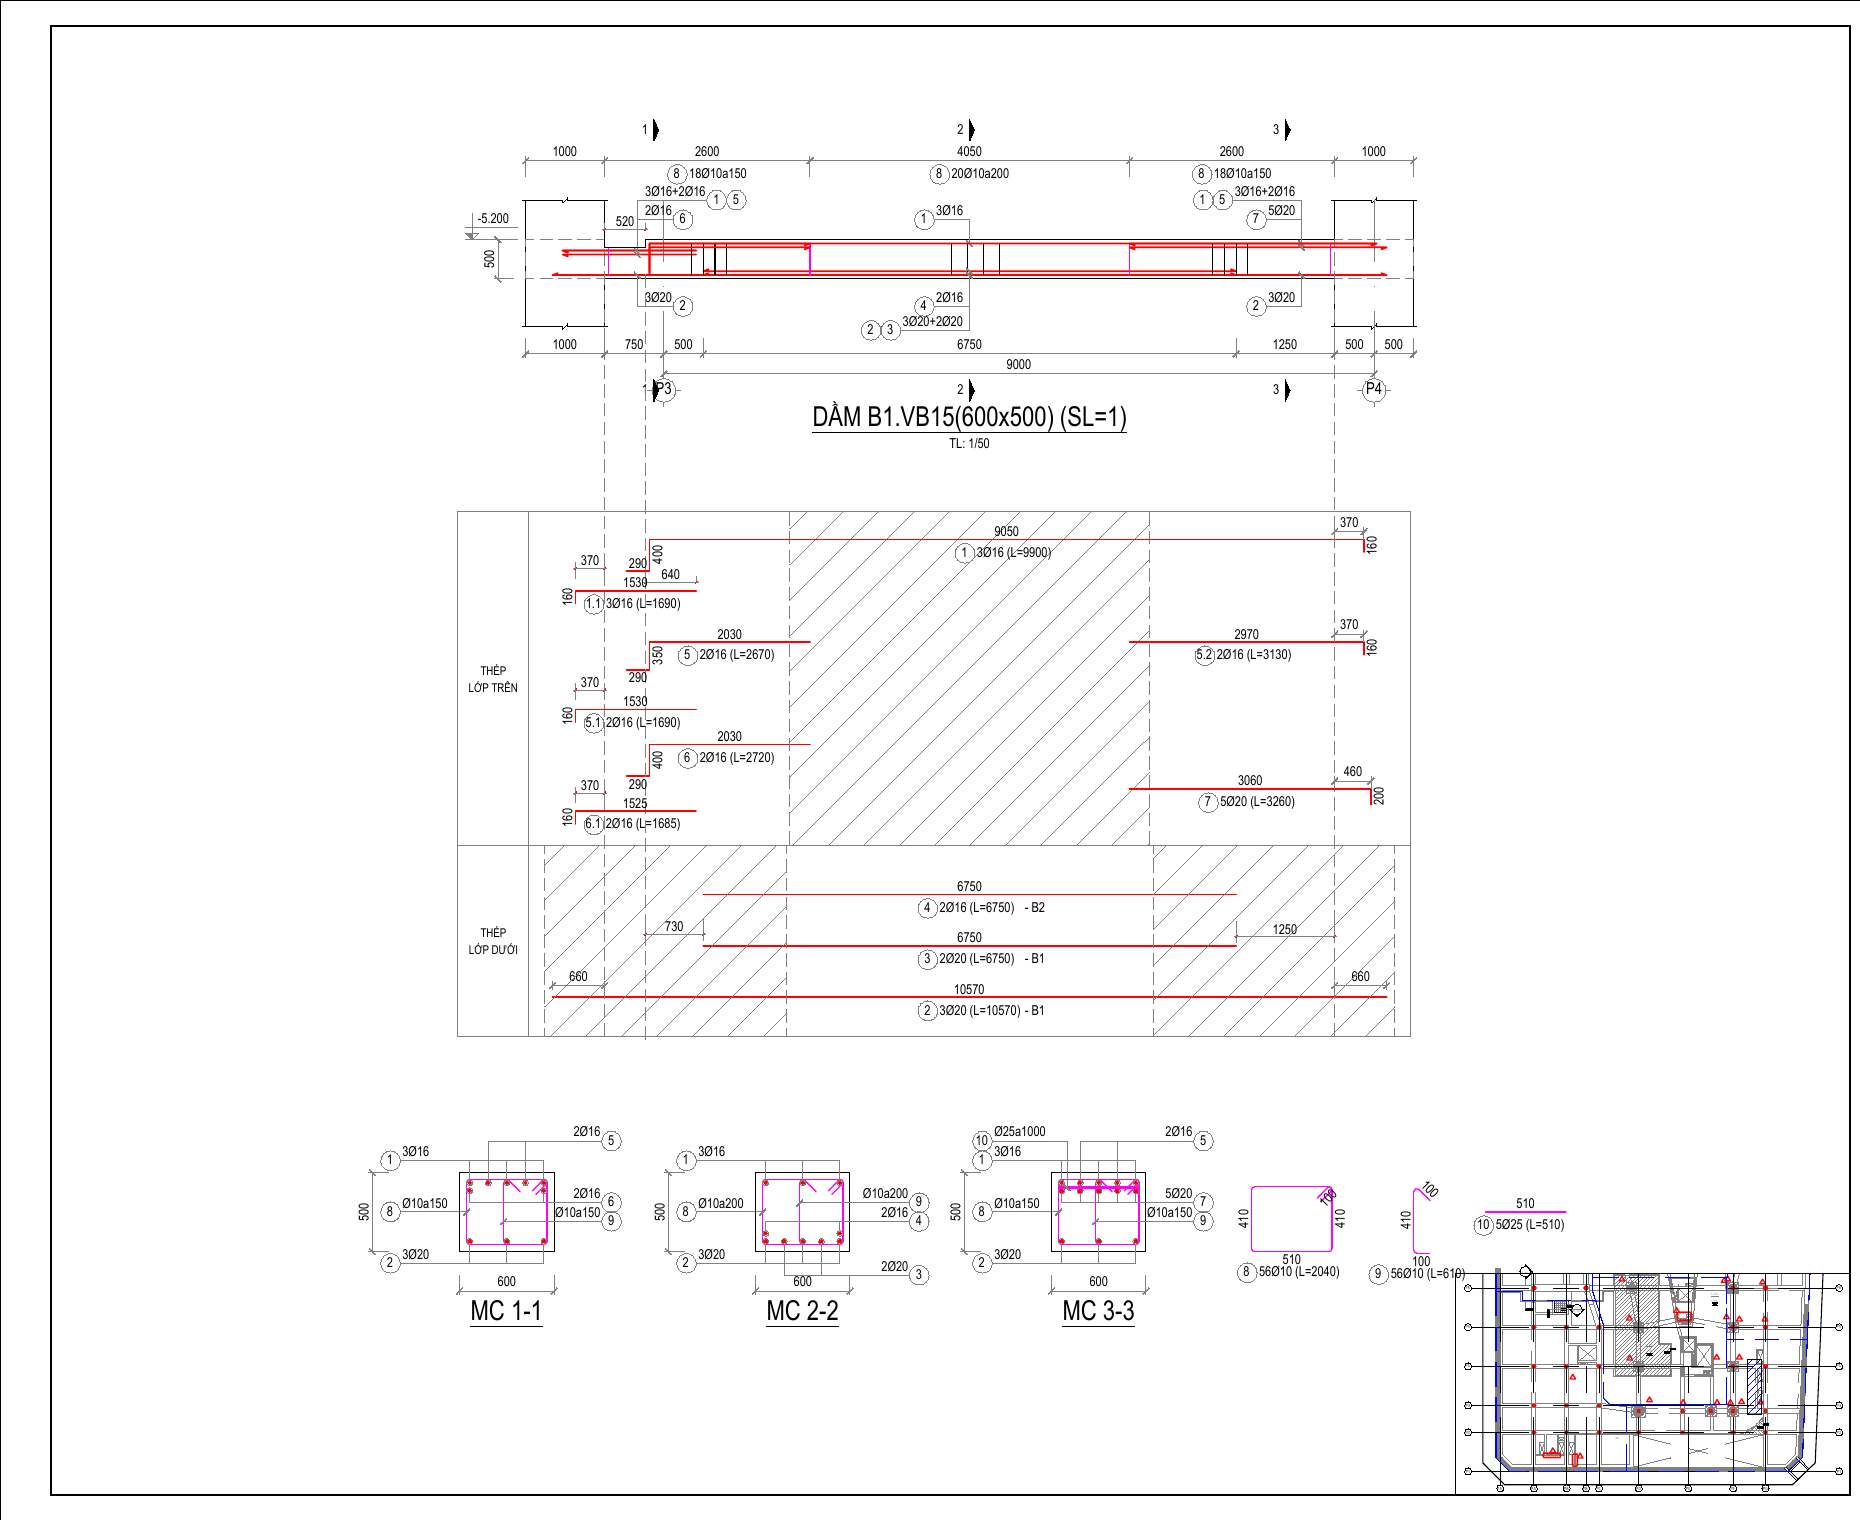 1 2 3
1000 2600 4050 2600 1000
8 18Ø10a150 8 20Ø10a200 8 18Ø10a150
3Ø16+2Ø16 1 5 1 5 3Ø16+2Ø16
-5.200 520 2Ø16 6 1 3Ø16 7 5Ø20
500
3Ø20 2 4 2Ø16 2 3Ø20
2 3 3Ø20+2Ø20
1000 750 500 6750 1250 500 500
9000
1 P3 2 3 P4
DẦM B1.VB15(600x500) (SL=1)
TL: 1/50
THÉP
LỚP TRÊN
9050 370
400 1 3Ø16 (L=9900) 160
370 290
1530 640
160 1.1 3Ø16 (L=1690)
2030 2970 370
350 5 2Ø16 (L=2670) 5.2 2Ø16 (L=3130) 160
370 290
1530
160 5.1 2Ø16 (L=1690)
2030
400 6 2Ø16 (L=2720)
370 290 3060 460
1525 7 5Ø20 (L=3260) 200
160 6.1 2Ø16 (L=1685)
THÉP
LỚP DƯỚI
6750
4 2Ø16 (L=6750) - B2
730 6750 1250
3 2Ø20 (L=6750) - B1
660 10570 660
2 3Ø20 (L=10570) - B1
2Ø16 5
1 3Ø16
500
2Ø16 6
8 Ø10a150 Ø10a150 9
2 3Ø20
600
MC 1-1
1 3Ø16
500
8 Ø10a200 Ø10a200 9
2Ø16 4
2 3Ø20
2Ø20 3
600
MC 2-2
10 Ø25a1000 2Ø16 5
1 3Ø16
500
5Ø20 7
8 Ø10a150 Ø10a150 9
2 3Ø20
600
MC 3-3
100
410 410
510
8 56Ø10 (L=2040)
100
410
100
9 56Ø10 (L=610)
510
10 5Ø25 (L=510)